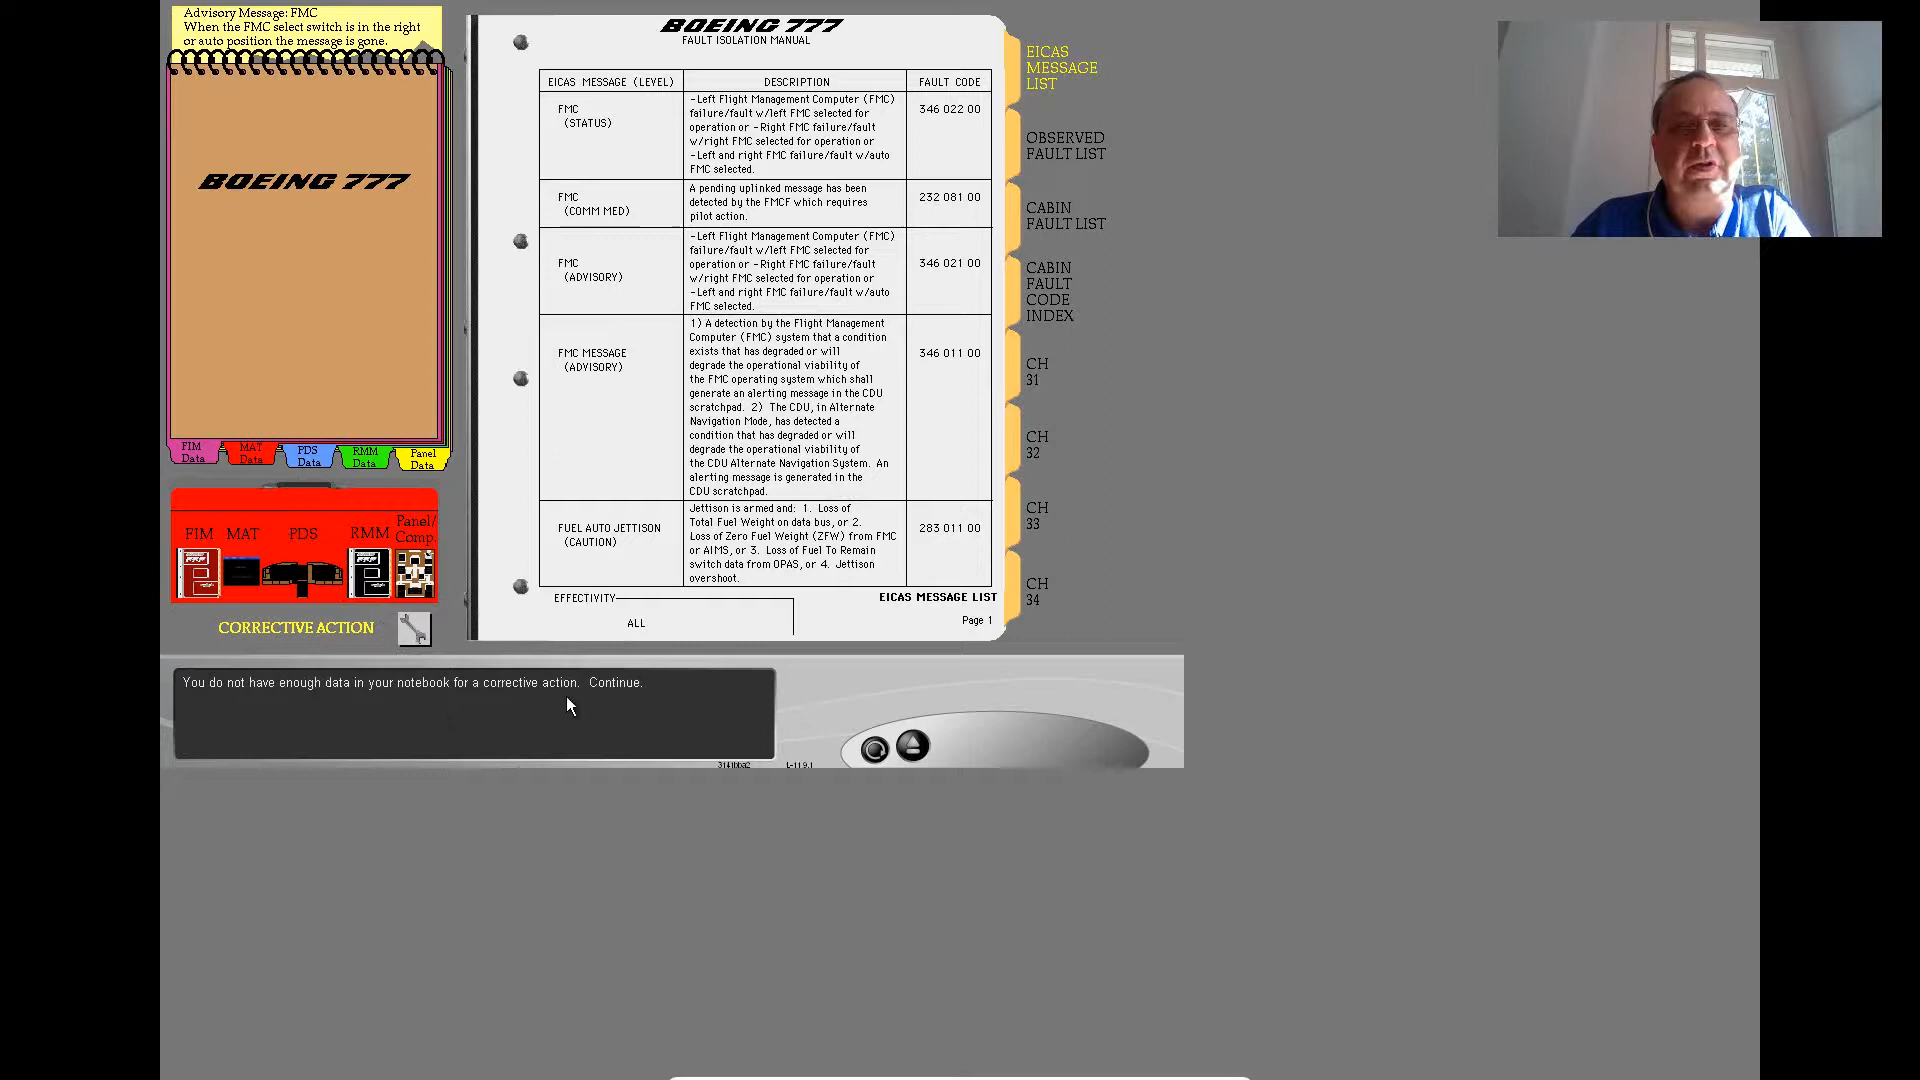 Advisory Message: FMC
When the FMC select switch is in the right
or auto position the message is gone.
BOEING 777
FIM
Data
MAT
Data
PDS
Data
RMM
Data
Panel
Data
FIM
MAT
PDS
RMM
Panel/
Comp.
CORRECTIVE ACTION
BOEING 777
FAULT ISOLATION MANUAL
EICAS MESSAGE (LEVEL) DESCRIPTION FAULT CODE
FMC
(STATUS)
-Left Flight Management Computer (FMC)
failure/fault w/left FMC selected for
operation or -Right FMC failure/fault
w/right FMC selected for operation or
-Left and right FMC failure/fault w/auto
FMC selected.
346 022 00
FMC
(COMM MED)
A pending uplinked message has been
detected by the FMCF which requires
pilot action.
232 081 00
FMC
(ADVISORY)
-Left Flight Management Computer (FMC)
failure/fault w/left FMC selected for
operation or -Right FMC failure/fault
w/right FMC selected for operation or
-Left and right FMC failure/fault w/auto
FMC selected.
346 021 00
FMC MESSAGE
(ADVISORY)
1) A detection by the Flight Management
Computer (FMC) system that a condition
exists that has degraded or will
degrade the operational viability of
the FMC operating system which shall
generate an alerting message in the CDU
scratchpad. 2) The CDU, in Alternate
Navigation Mode, has detected a
condition that has degraded or will
degrade the operational viability of
the CDU Alternate Navigation System. An
alerting message is generated in the
CDU scratchpad.
346 011 00
FUEL AUTO JETTISON
(CAUTION)
Jettison is armed and: 1. Loss of
Total Fuel Weight on data bus, or 2.
Loss of Zero Fuel Weight (ZFW) from FMC
or AIMS, or 3. Loss of Fuel To Remain
switch data from OPAS, or 4. Jettison
overshoot.
283 011 00
EFFECTIVITY
ALL
EICAS MESSAGE LIST
Page 1
EICAS
MESSAGE
LIST
OBSERVED
FAULT LIST
CABIN
FAULT LIST
CABIN
FAULT
CODE
INDEX
CH
31
CH
32
CH
33
CH
34
You do not have enough data in your notebook for a corrective action. Continue.
L-119.1